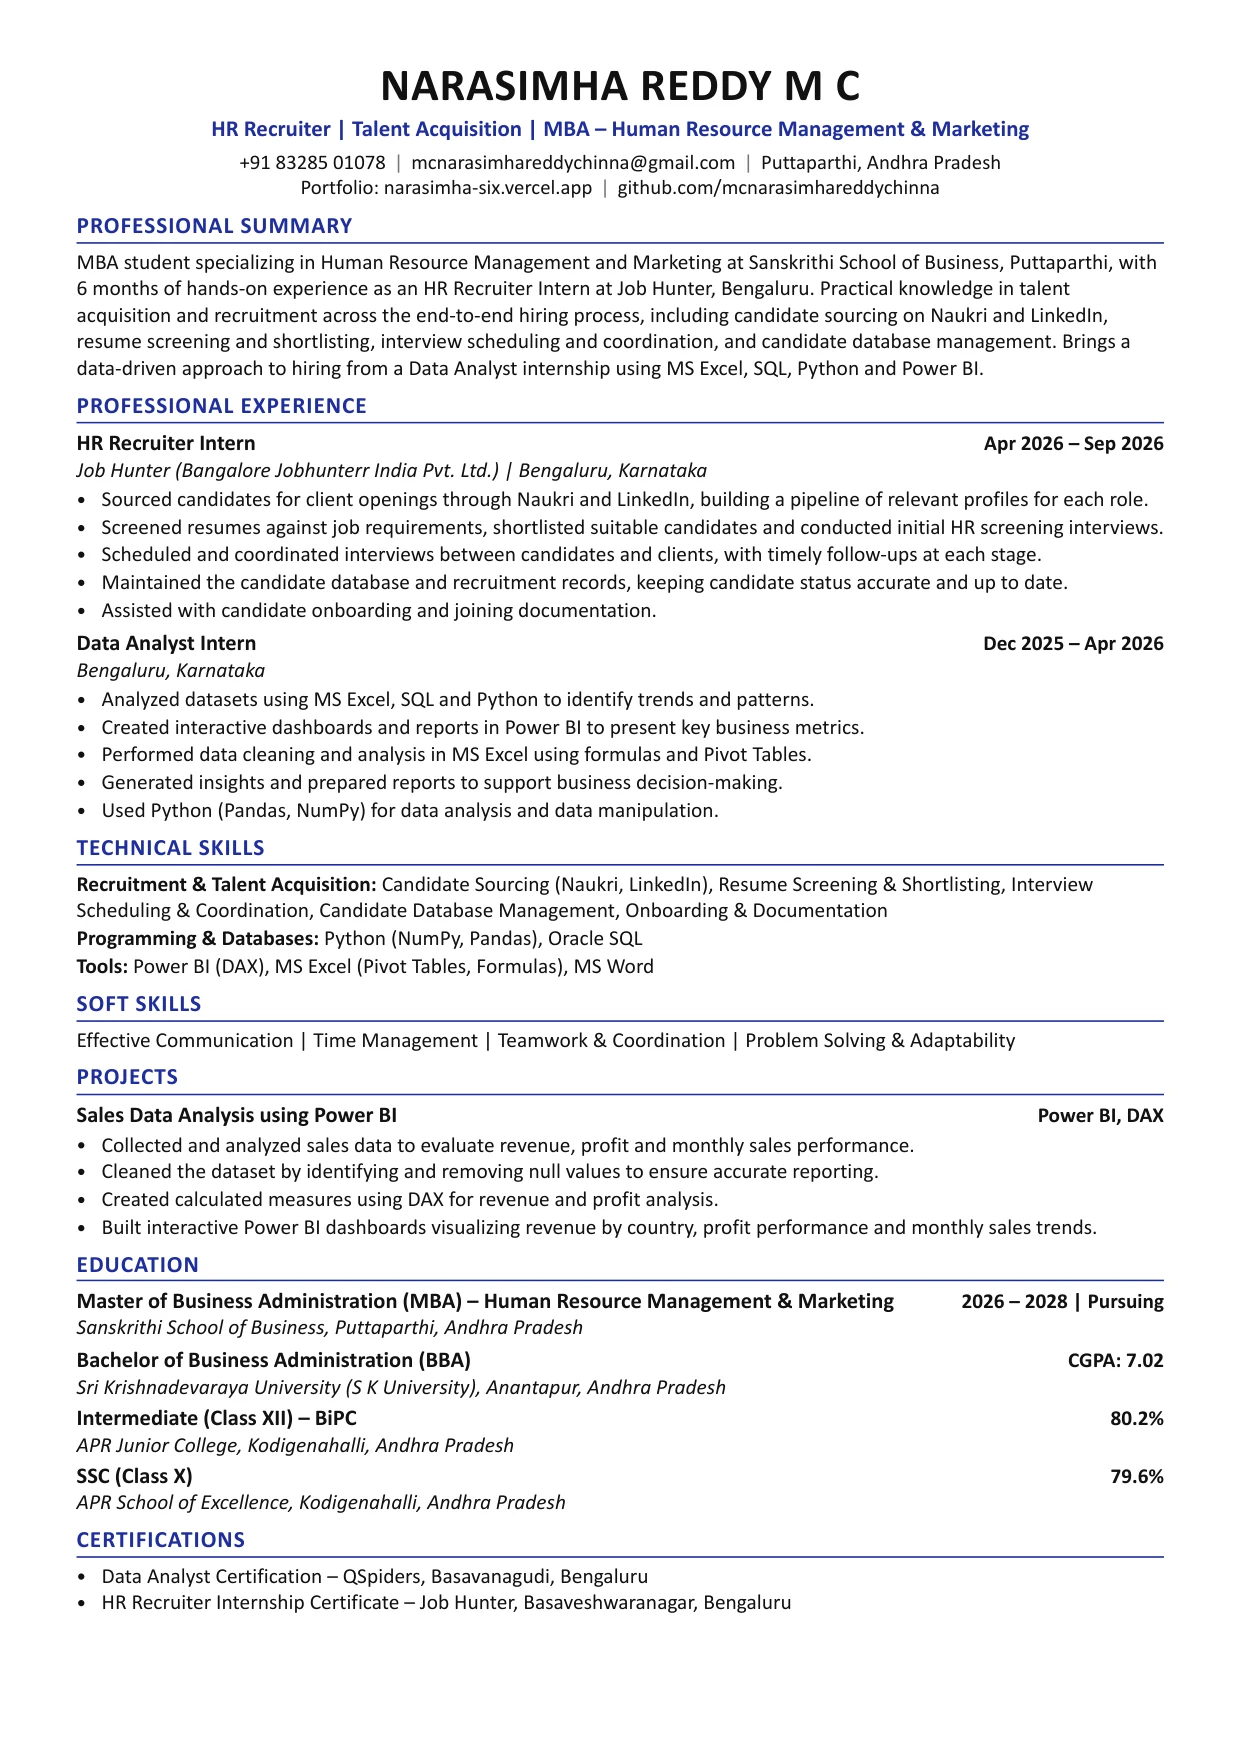 NARASIMHA REDDY M C
HR Recruiter | Talent Acquisition | MBA – Human Resource Management & Marketing
+91 83285 01078 | mcnarasimhareddychinna@gmail.com | Puttaparthi, Andhra Pradesh
Portfolio: narasimha-six.vercel.app | github.com/mcnarasimhareddychinna
PROFESSIONAL SUMMARY
MBA student specializing in Human Resource Management and Marketing at Sanskrithi School of Business, Puttaparthi, with
6 months of hands-on experience as an HR Recruiter Intern at Job Hunter, Bengaluru. Practical knowledge in talent
acquisition and recruitment across the end-to-end hiring process, including candidate sourcing on Naukri and LinkedIn,
resume screening and shortlisting, interview scheduling and coordination, and candidate database management. Brings a
data-driven approach to hiring from a Data Analyst internship using MS Excel, SQL, Python and Power BI.
PROFESSIONAL EXPERIENCE
HR Recruiter Intern Apr 2026 – Sep 2026
Job Hunter (Bangalore Jobhunterr India Pvt. Ltd.) | Bengaluru, Karnataka
• Sourced candidates for client openings through Naukri and LinkedIn, building a pipeline of relevant profiles for each role.
• Screened resumes against job requirements, shortlisted suitable candidates and conducted initial HR screening interviews.
• Scheduled and coordinated interviews between candidates and clients, with timely follow-ups at each stage.
• Maintained the candidate database and recruitment records, keeping candidate status accurate and up to date.
• Assisted with candidate onboarding and joining documentation.
Data Analyst Intern Dec 2025 – Apr 2026
Bengaluru, Karnataka
• Analyzed datasets using MS Excel, SQL and Python to identify trends and patterns.
• Created interactive dashboards and reports in Power BI to present key business metrics.
• Performed data cleaning and analysis in MS Excel using formulas and Pivot Tables.
• Generated insights and prepared reports to support business decision-making.
• Used Python (Pandas, NumPy) for data analysis and data manipulation.
TECHNICAL SKILLS
Recruitment & Talent Acquisition: Candidate Sourcing (Naukri, LinkedIn), Resume Screening & Shortlisting, Interview
Scheduling & Coordination, Candidate Database Management, Onboarding & Documentation
Programming & Databases: Python (NumPy, Pandas), Oracle SQL
Tools: Power BI (DAX), MS Excel (Pivot Tables, Formulas), MS Word
SOFT SKILLS
Effective Communication | Time Management | Teamwork & Coordination | Problem Solving & Adaptability
PROJECTS
Sales Data Analysis using Power BI Power BI, DAX
• Collected and analyzed sales data to evaluate revenue, profit and monthly sales performance.
• Cleaned the dataset by identifying and removing null values to ensure accurate reporting.
• Created calculated measures using DAX for revenue and profit analysis.
• Built interactive Power BI dashboards visualizing revenue by country, profit performance and monthly sales trends.
EDUCATION
Master of Business Administration (MBA) – Human Resource Management & Marketing 2026 – 2028 | Pursuing
Sanskrithi School of Business, Puttaparthi, Andhra Pradesh
Bachelor of Business Administration (BBA) CGPA: 7.02
Sri Krishnadevaraya University (S K University), Anantapur, Andhra Pradesh
Intermediate (Class XII) – BiPC 80.2%
APR Junior College, Kodigenahalli, Andhra Pradesh
SSC (Class X) 79.6%
APR School of Excellence, Kodigenahalli, Andhra Pradesh
CERTIFICATIONS
• Data Analyst Certification – QSpiders, Basavanagudi, Bengaluru
• HR Recruiter Internship Certificate – Job Hunter, Basaveshwaranagar, Bengaluru